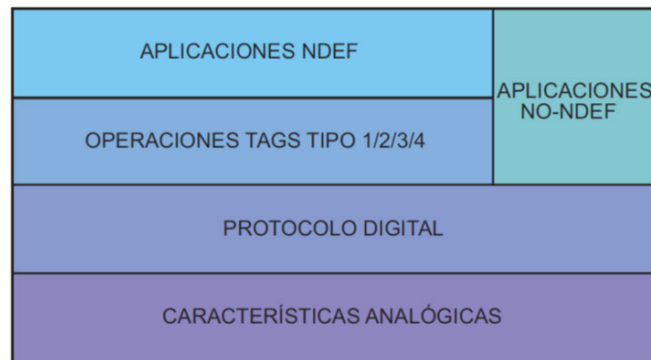 APLICACIONES NDEF
APLICACIONES
NO-NDEF
OPERACIONES TAGS TIPO 1/2/3/4
PROTOCOLO DIGITAL
CARACTERÍSTICAS ANALÓGICAS